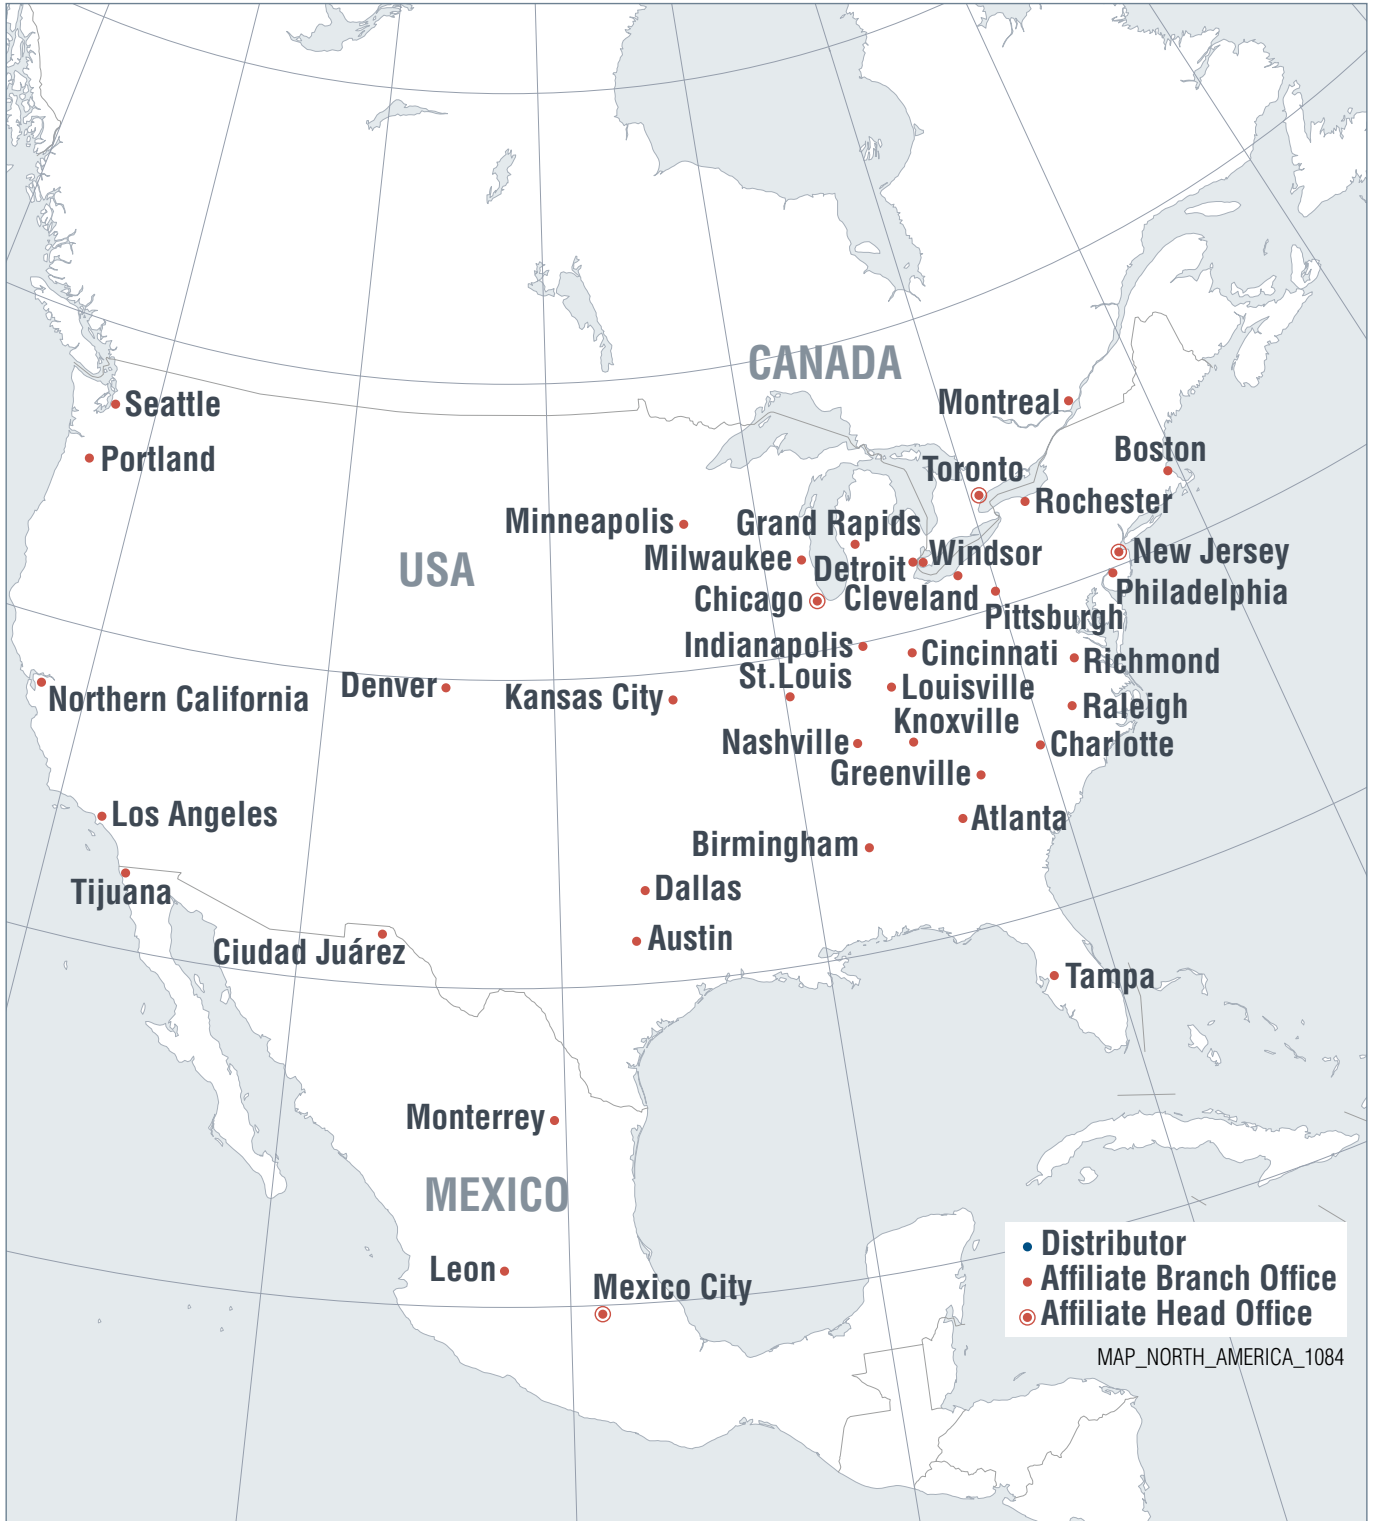 CANADA
Seattle
Montreal
Portland
Boston
Toronto
Rochester
Minneapolis
Grand Rapids
USA
Milwaukee
Detroit
Windsor
New Jersey
Chicago
Cleveland
Philadelphia
Pittsburgh
Indianapolis
Cincinnati
Richmond
St.Louis
Northern California
Denver
Kansas City
Louisville
Raleigh
Knoxville
Nashville
Charlotte
Greenville
Los Angeles
Atlanta
Birmingham
Tijuana
Dallas
Ciudad Juárez
Austin
Tampa
Monterrey
MEXICO
Leon
Mexico City
Distributor
Affiliate Branch Office
Affiliate Head Office
MAP_NORTH_AMERICA_1084